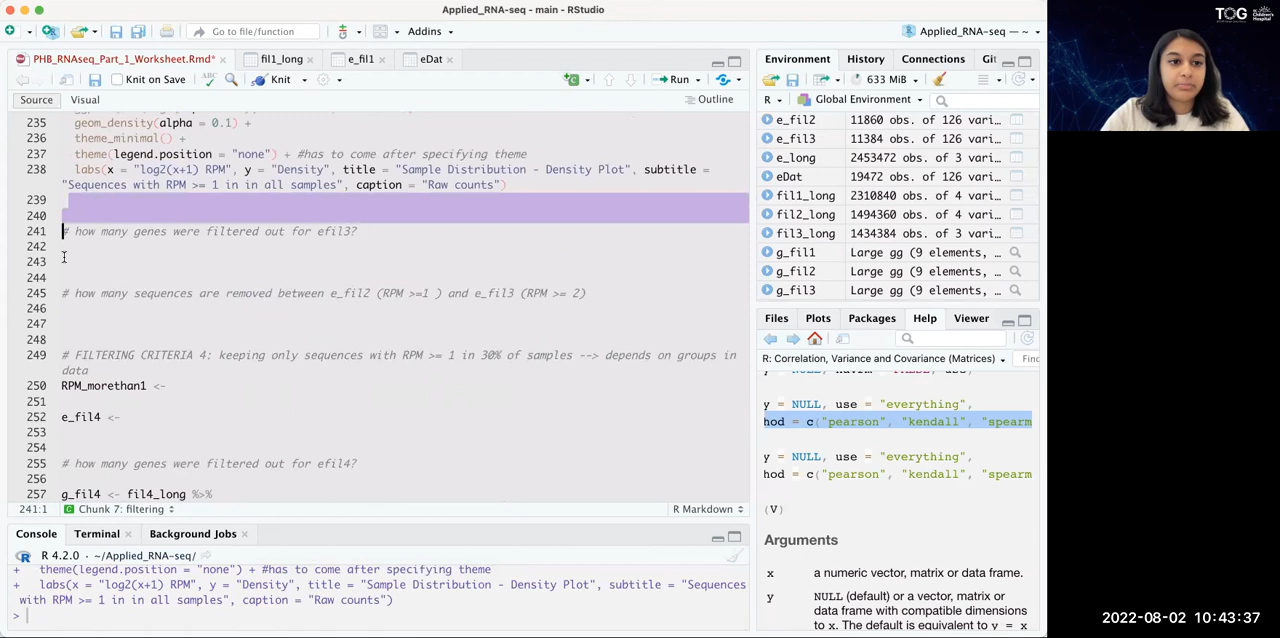 Applied_RNA-seq - main - RStudio
Go to file/function
Addins
Applied_RNA-seq — ~
PHB_RNAseq_Part_1_Worksheet.Rmd*
fil1_long
e_fil1
eDat
Knit on Save
ABC
Knit
Run
Source
Visual
Outline
235 geom_density(alpha = 0.1) +
236 theme_minimal() +
237 theme(legend.position = "none") + #has to come after specifying theme
238 labs(x = "log2(x+1) RPM", y = "Density", title = "Sample Distribution - Density Plot", subtitle =
"Sequences with RPM >= 1 in in all samples", caption = "Raw counts")
239
240
241 # how many genes were filtered out for efil3?
242
243
244
245 # how many sequences are removed between e_fil2 (RPM >=1 ) and e_fil3 (RPM >= 2)
246
247
248
249 # FILTERING CRITERIA 4: keeping only sequences with RPM >= 1 in 30% of samples --> depends on groups in
data
250 RPM_morethan1 <-
251
252 e_fil4 <-
253
254
255 # how many genes were filtered out for efil4?
256
257 g_fil4 <- fil4_long %>%
241:1
Chunk 7: filtering
R Markdown
Console
Terminal
Background Jobs
R 4.2.0 · ~/Applied_RNA-seq/
+ theme(legend.position = "none") + #has to come after specifying theme
+ labs(x = "log2(x+1) RPM", y = "Density", title = "Sample Distribution - Density Plot", subtitle = "Sequences
with RPM >= 1 in in all samples", caption = "Raw counts")
>
Environment
History
Connections
Git
633 MiB
R
Global Environment
e_fil2 11860 obs. of 126 vari…
e_fil3 11384 obs. of 126 vari…
e_long 2453472 obs. of 3 vari…
eDat 19472 obs. of 126 vari…
fil1_long 2310840 obs. of 4 vari…
fil2_long 1494360 obs. of 4 vari…
fil3_long 1434384 obs. of 3 vari…
g_fil1 Large gg (9 elements, …
g_fil2 Large gg (9 elements, …
g_fil3 Large gg (9 elements, …
Files
Plots
Packages
Help
Viewer
R: Correlation, Variance and Covariance (Matrices)
Find
y = NULL, na.rm = FALSE, use)
y = NULL, use = "everything",
hod = c("pearson", "kendall", "spearm
y = NULL, use = "everything",
hod = c("pearson", "kendall", "spearm
(V)
Arguments
x a numeric vector, matrix or data frame.
y NULL (default) or a vector, matrix or
data frame with compatible dimensions
to x. The default is equivalent to y = x
TOG
2022-08-02 10:43:37